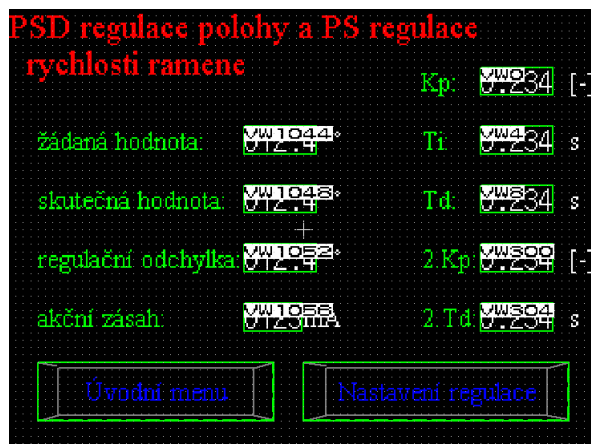 PSD regulace polohy a PS regulace
rychlosti ramene
Kp: VW0 [-]
žádaná hodnota: VW1044 °
Ti: VW4 s
skutečná hodnota: VW1048 °
Td: VW8 s
regulační odchylka: VW1052 °
2.Kp: VW300 [-]
akční zásah: mA
2.Td: VW304 s
Úvodní menu
Nastavení regulace